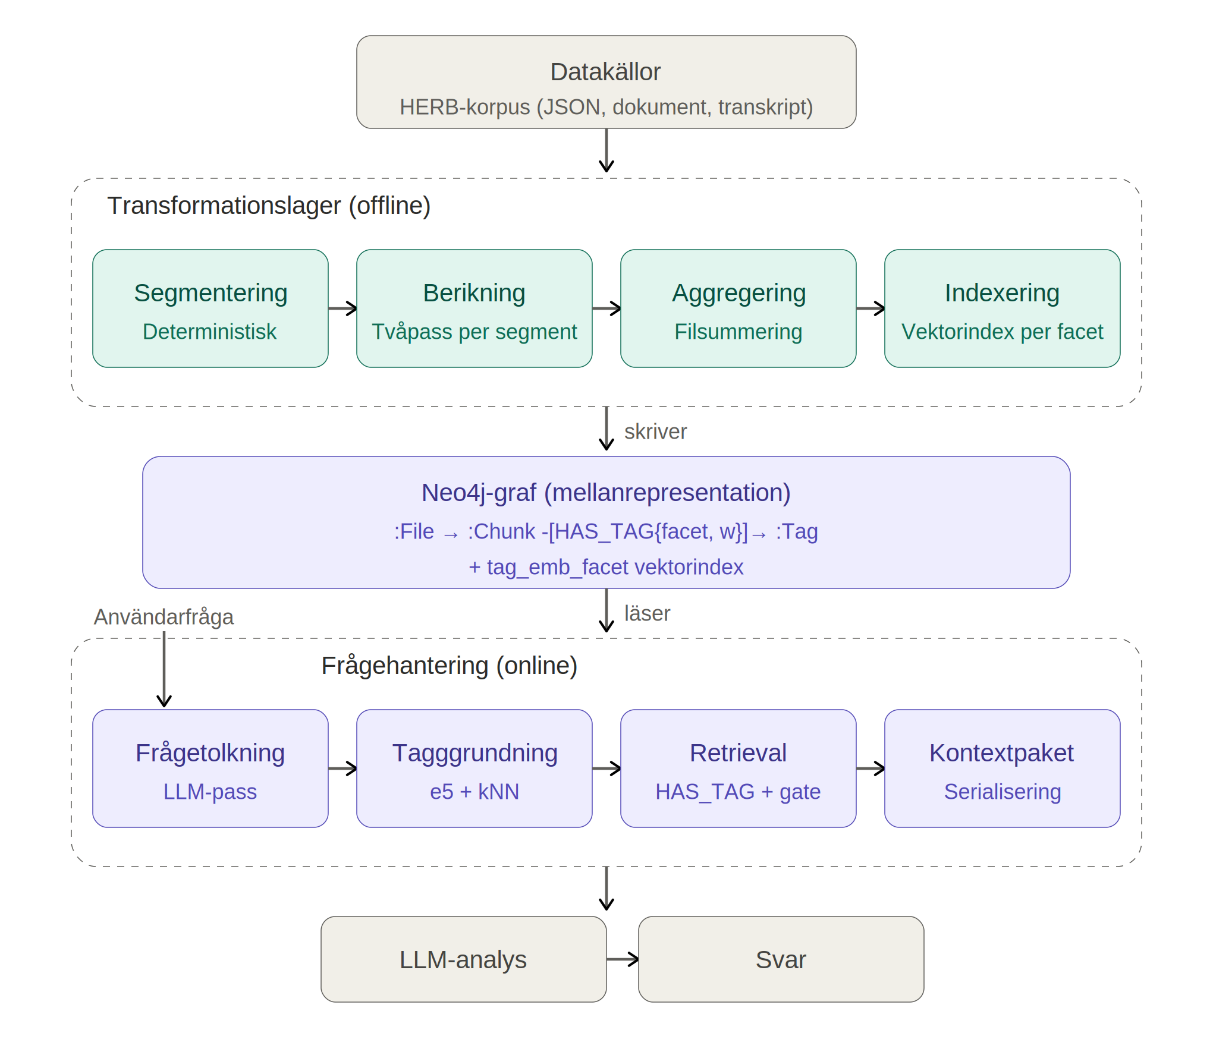 Datakällor
HERB-korpus (JSON, dokument, transkript)
Transformationslager (offline)
Segmentering
Deterministisk
Berikning
Tvåpass per segment
Aggregering
Filsummering
Indexering
Vektorindex per facet
skriver
Neo4j-graf (mellanrepresentation)
:File → :Chunk -[HAS_TAG{facet, w}]→ :Tag
+ tag_emb_facet vektorindex
Användarfråga
läser
Frågehantering (online)
Frågetolkning
LLM-pass
Tagggrundning
e5 + kNN
Retrieval
HAS_TAG + gate
Kontextpaket
Serialisering
LLM-analys
Svar